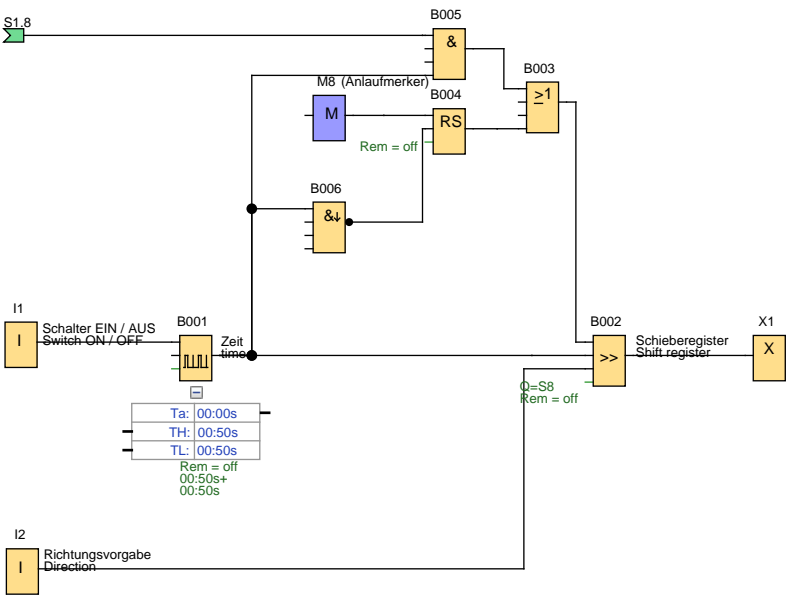 S1.8
B005
&
B003
≥1
M8 (Anlaufmerker)
B004
M
RS
Rem = off
B006
&↓
I1
I
Schalter EIN / AUS
Switch ON / OFF
B001
Zeit
time
B002
>>
Schieberegister
Shift register
X1
X
Q=S8
Rem = off
Ta: 00:00s
TH: 00:50s
TL: 00:50s
Rem = off
00:50s+
00:50s
I2
I
Richtungsvorgabe
Direction